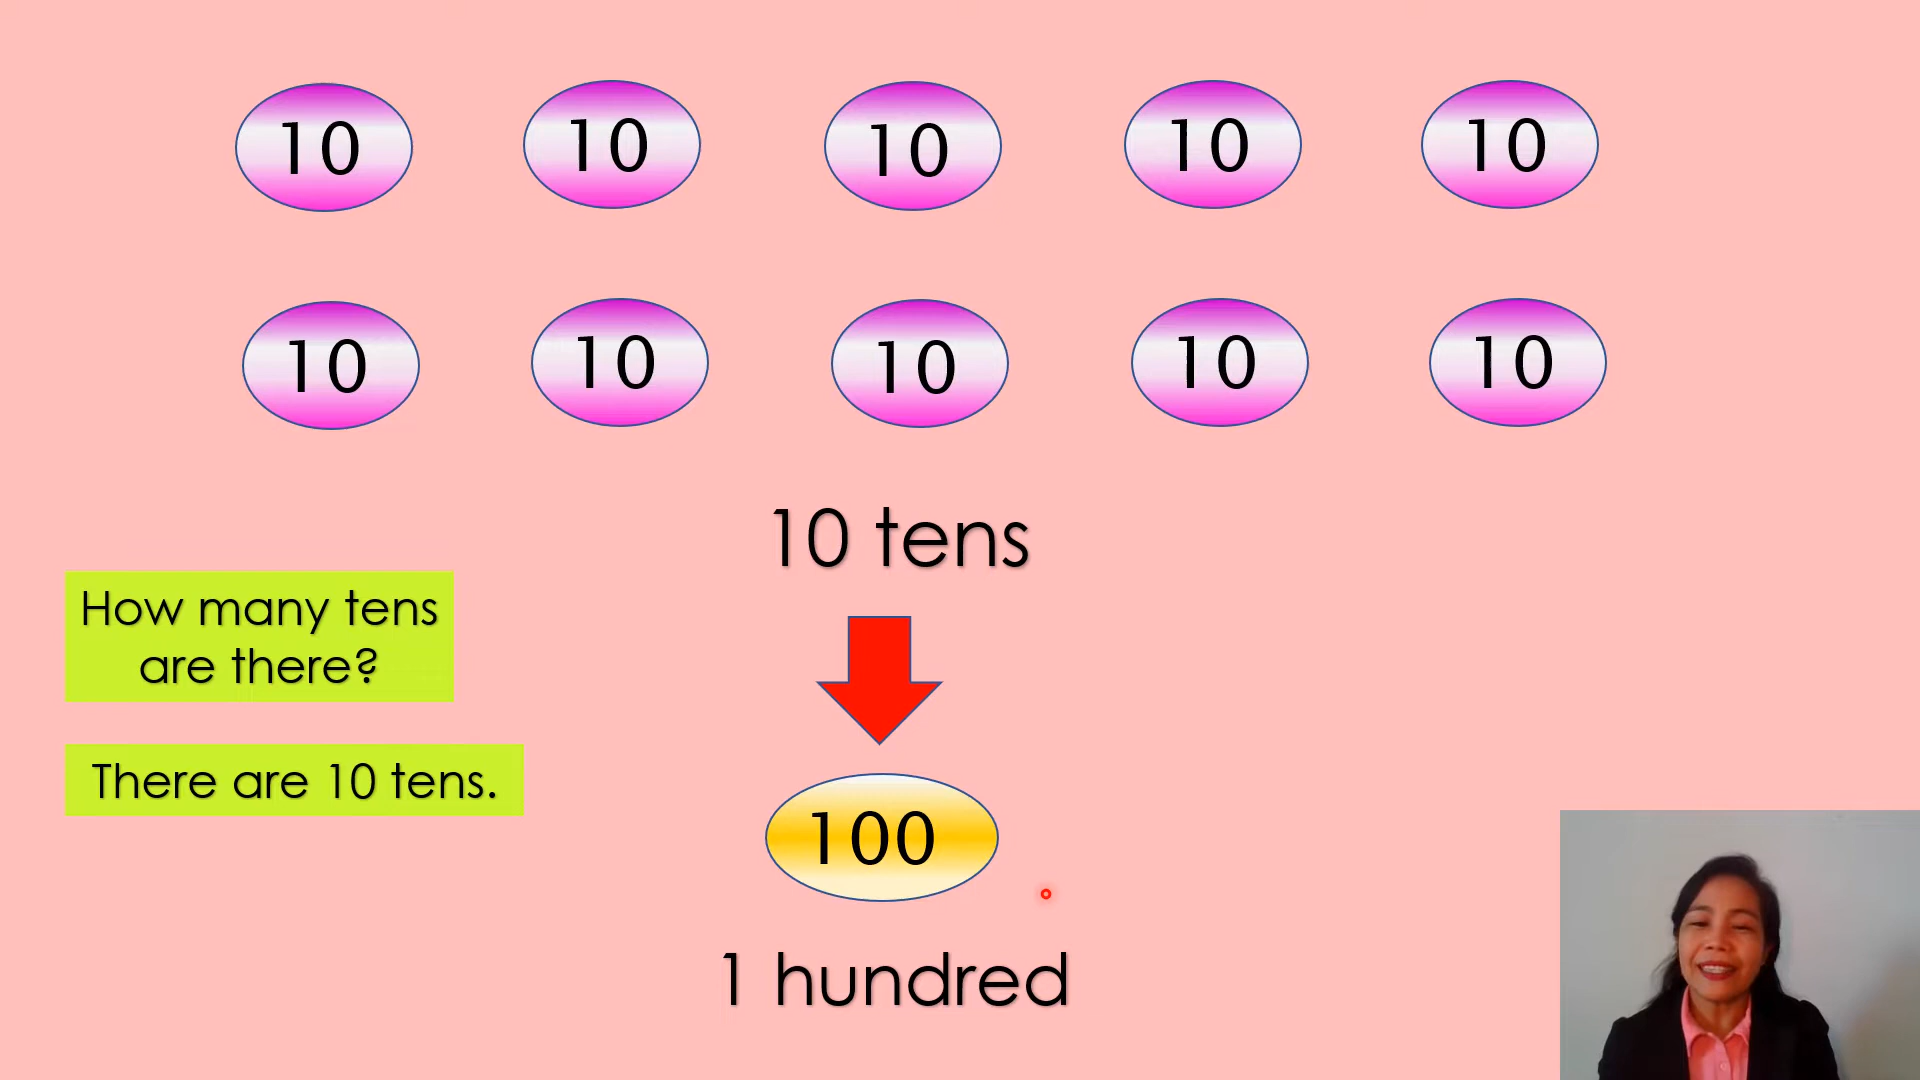 10 10 10 10 10
10 10 10 10 10
10 tens
How many tens
are there?
There are 10 tens.
100
1 hundred